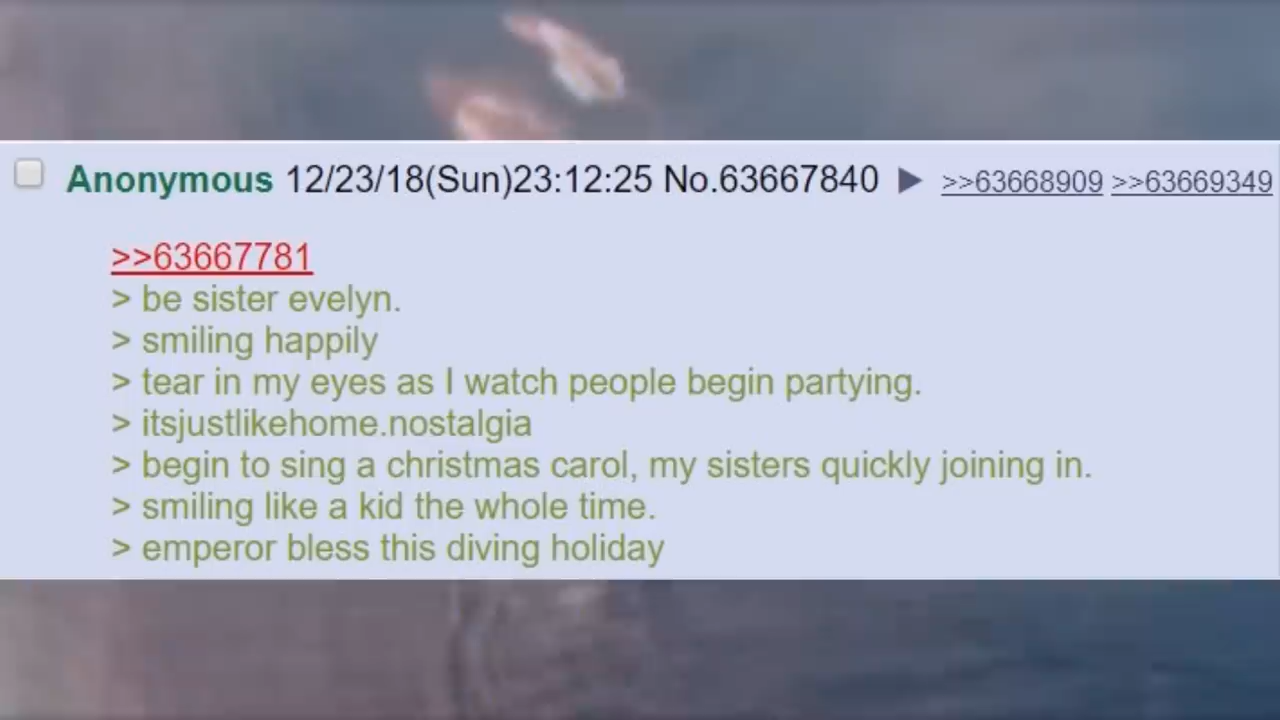 Anonymous 12/23/18(Sun)23:12:25 No.63667840 ▶ >>63668909 >>63669349
>>63667781
> be sister evelyn.
> smiling happily
> tear in my eyes as I watch people begin partying.
> itsjustlikehome.nostalgia
> begin to sing a christmas carol, my sisters quickly joining in.
> smiling like a kid the whole time.
> emperor bless this diving holiday